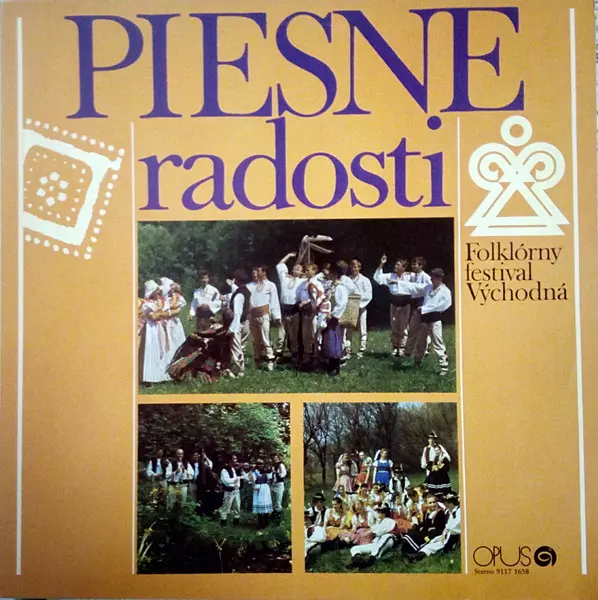 PIESNE
radosti
Folklórny
festival
Východná
OPUS
Stereo 9117 1658